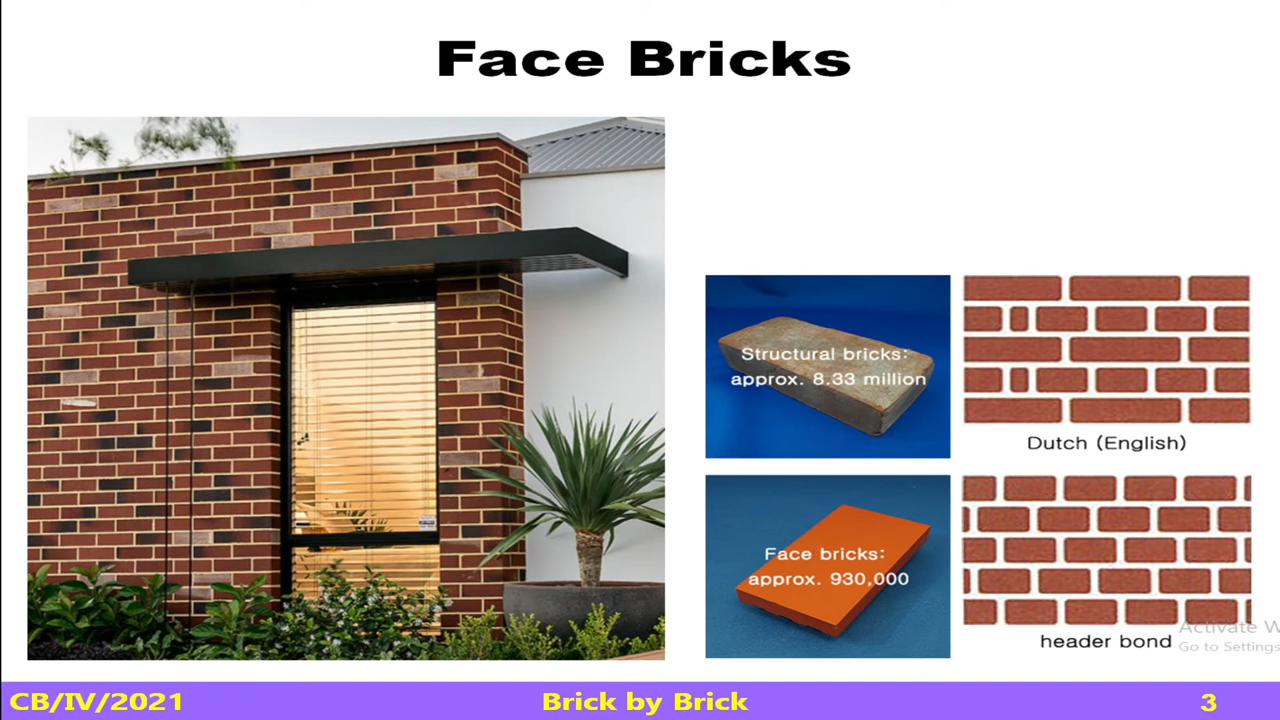 Face Bricks
Structural bricks:
approx. 8.33 million
Dutch (English)
Face bricks:
approx. 930,000
header bond
Activate W
Go to Settings
CB/IV/2021
Brick by Brick
3